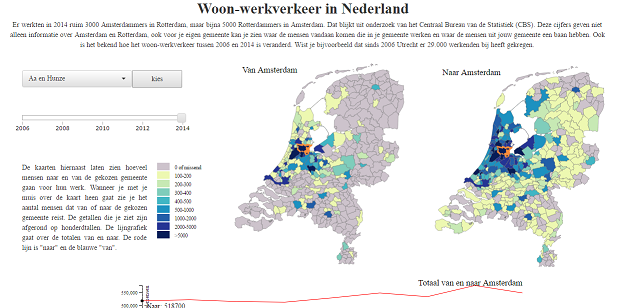 Woon-werkverkeer in Nederland
Er werkten in 2014 ruim 3000 Amsterdammers in Rotterdam, maar bijna 5000 Rotterdammers in Amsterdam. Dat blijkt uit onderzoek van het Centraal Bureau van de Statistiek (CBS). Deze cijfers geven niet
alleen informatie over Amsterdam en Rotterdam, ook voor je eigen gemeente kan je zien waar de mensen vandaan komen die in je gemeente werken en waar de mensen uit jouw gemeente een baan hebben. Ook
is het bekend hoe het woon-werkverkeer tussen 2006 en 2014 is veranderd. Wist je bijvoorbeeld dat sinds 2006 Utrecht er 29.000 werkenden bij heeft gekregen.
Aa en Hunze
kies
2006 2008 2010 2012 2014
Van Amsterdam
Naar Amsterdam
De kaarten hiernaast laten zien hoeveel
mensen naar en van de gekozen gemeente
gaan voor hun werk. Wanneer je met je
muis over de kaart heen gaat zie je het
aantal mensen dat van of naar de gekozen
gemeente reist. De getallen die je ziet zijn
afgerond op honderdtallen. De lijngrafiek
gaat over de totalen van en naar. De rode
lijn is "naar" en de blauwe "van".
100-200
200-300
300-400
400-500
500-1000
1000-2000
2000-5000
>5000
Totaal van en naar Amsterdam
550,000
500,000
Naar: 518700